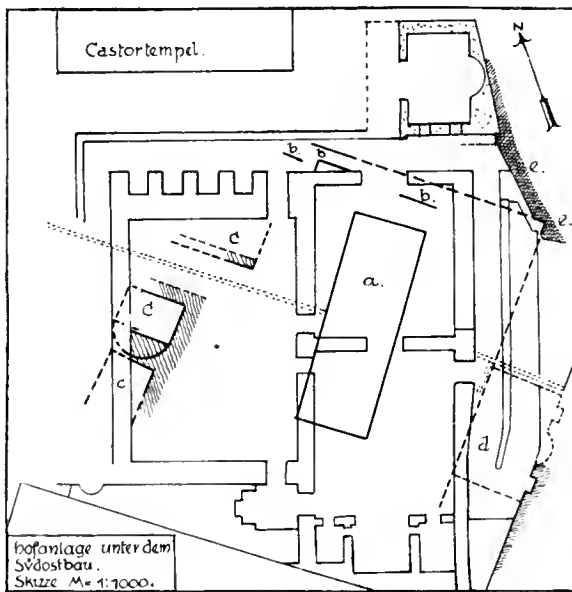 Castortempel.
N
b. b
b.
e.
e.
c
a.
c
c
d
hofanlage unter dem
Südostbau.
Skizze M = 1:1000.